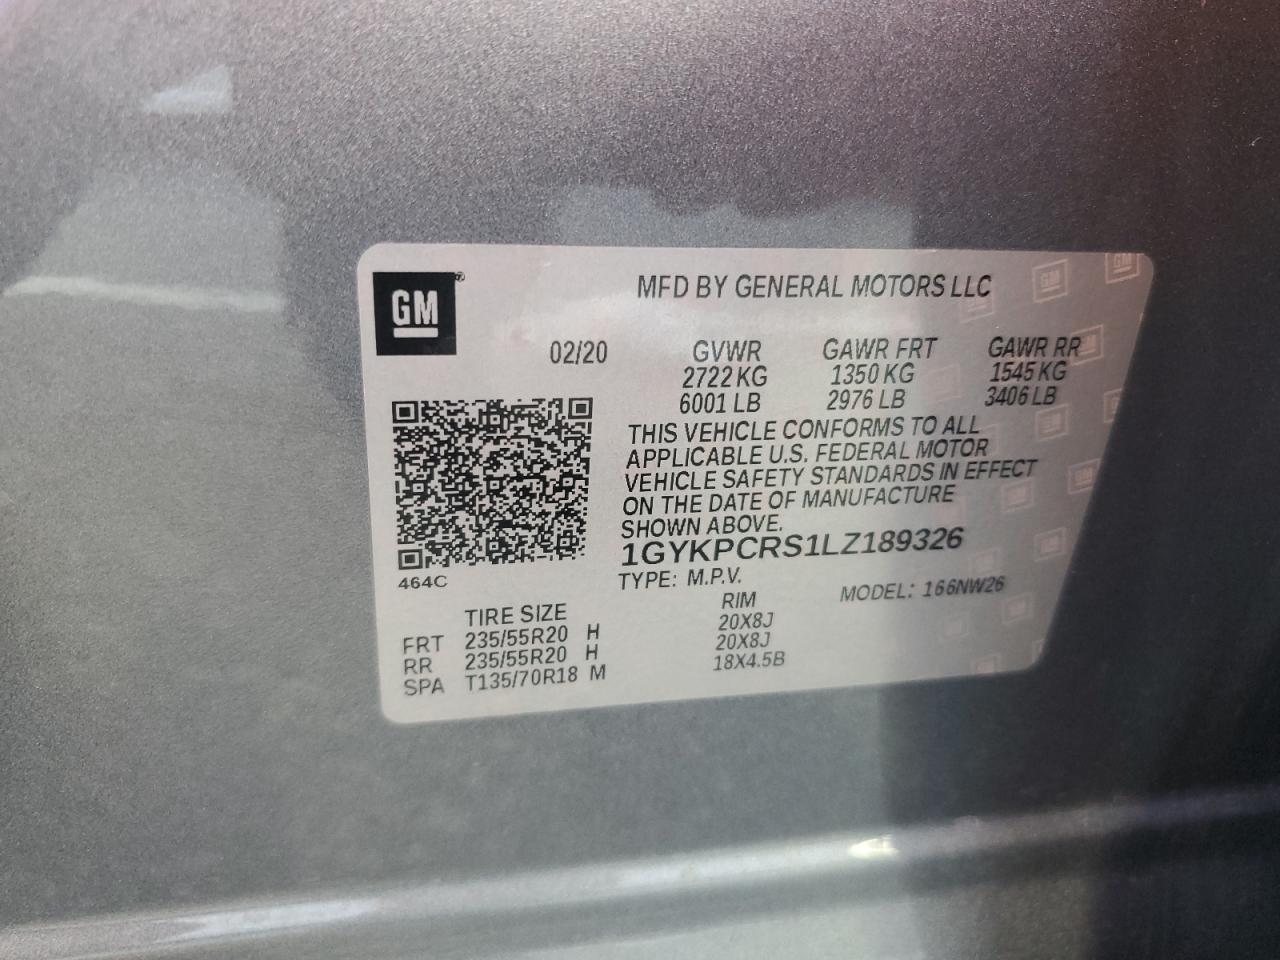 GM®
MFD BY GENERAL MOTORS LLC
02/20 GVWR GAWR FRT GAWR RR
2722 KG 1350 KG 1545 KG
6001 LB 2976 LB 3406 LB
THIS VEHICLE CONFORMS TO ALL
APPLICABLE U.S. FEDERAL MOTOR
VEHICLE SAFETY STANDARDS IN EFFECT
ON THE DATE OF MANUFACTURE
SHOWN ABOVE.
1GYKPCRS1LZ189326
464C
TYPE: M.P.V. MODEL: 166NW26
TIRE SIZE RIM
FRT 235/55R20 H 20X8J
RR 235/55R20 H 20X8J
SPA T135/70R18 M 18X4.5B